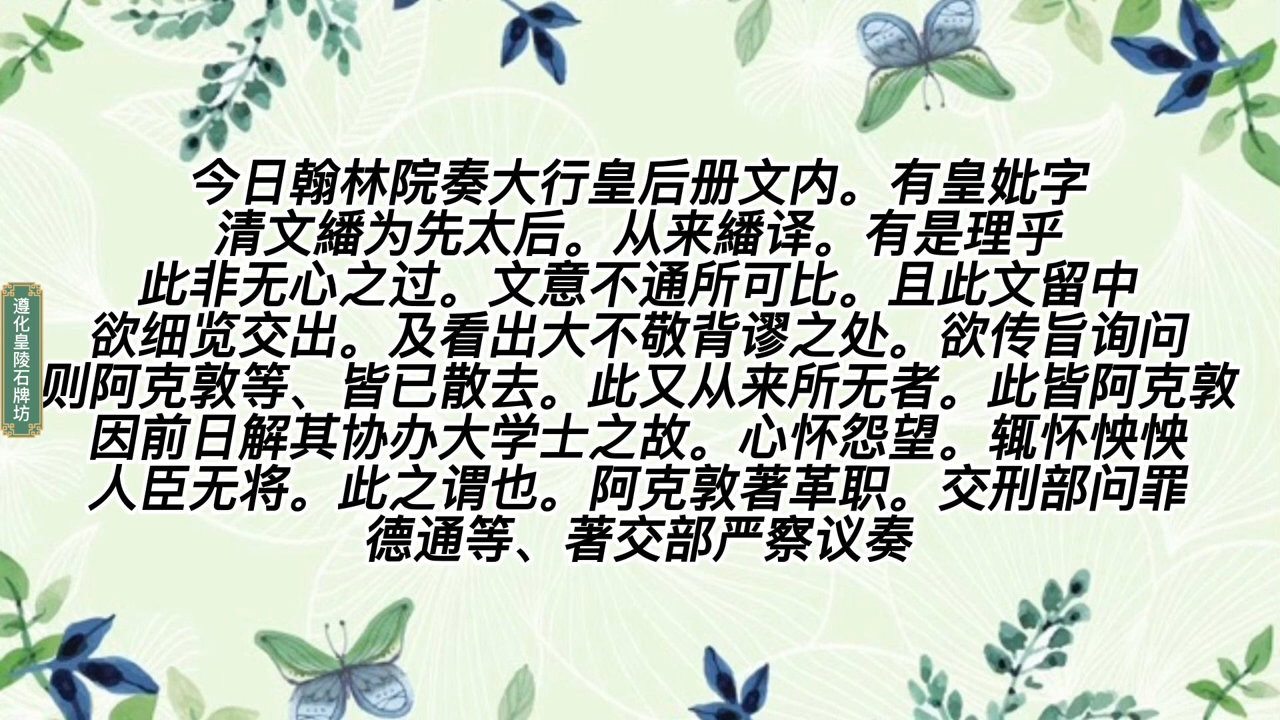 今日翰林院奏大行皇后册文内。有皇妣字
清文繙为先太后。从来繙译。有是理乎
此非无心之过。文意不通所可比。且此文留中
欲细览交出。及看出大不敬背谬之处。欲传旨询问
则阿克敦等、皆已散去。此又从来所无者。此皆阿克敦
因前日解其协办大学士之故。心怀怨望。辄怀怏怏
人臣无将。此之谓也。阿克敦著革职。交刑部问罪
德通等、著交部严察议奏
遵化皇陵石牌坊